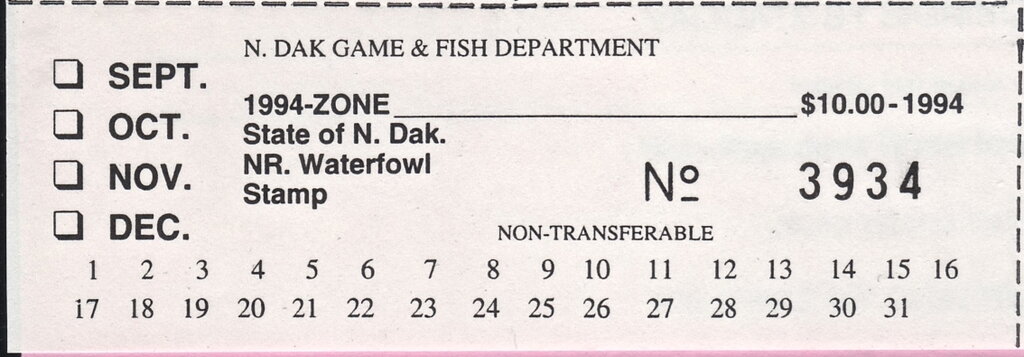 N. DAK GAME & FISH DEPARTMENT
SEPT.
OCT.
NOV.
DEC.
1994-ZONE $10.00-1994
State of N. Dak.
NR. Waterfowl
Stamp
Nº 3934
NON-TRANSFERABLE
1 2 3 4 5 6 7 8 9 10 11 12 13 14 15 16
17 18 19 20 21 22 23 24 25 26 27 28 29 30 31